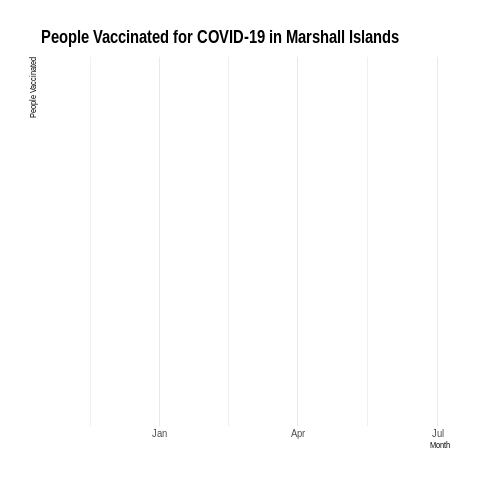 People Vaccinated for COVID-19 in Marshall Islands
People Vaccinated
Jan
Apr
Jul
Month